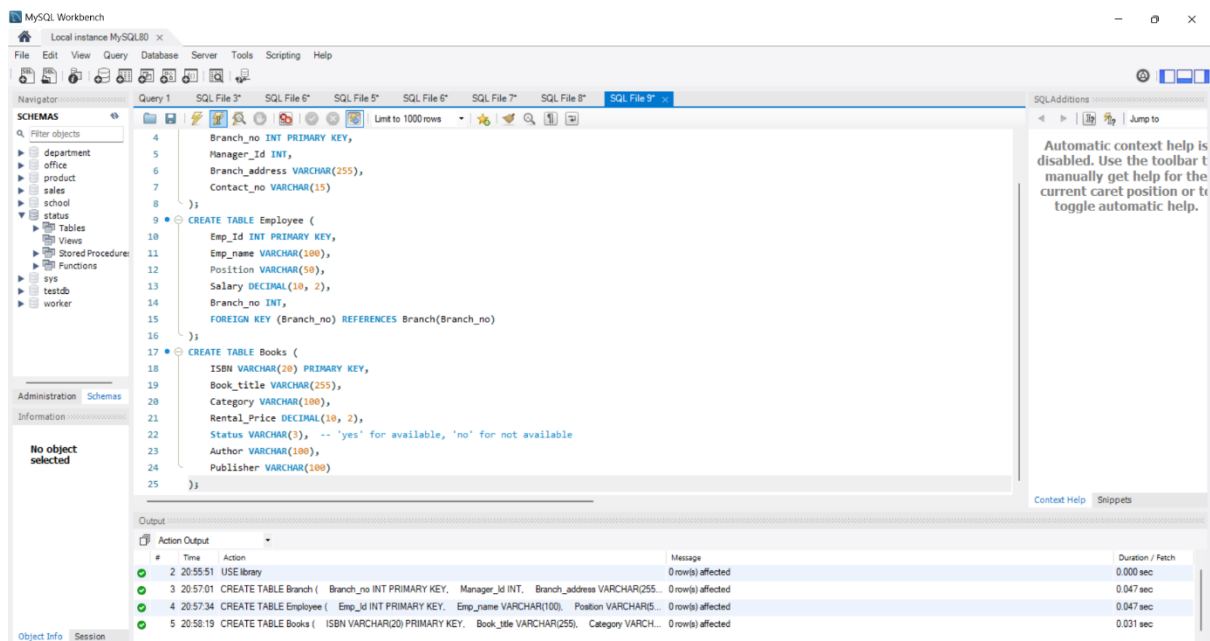 MySQL Workbench
Local instance MySQL80 ×
File Edit View Query Database Server Tools Scripting Help
Navigator
SCHEMAS
Filter objects
department
office
product
sales
school
status
Tables
Views
Stored Procedures
Functions
sys
testdb
worker
Administration Schemas
Information
No object
selected
Object Info Session
Query 1 SQL File 3* SQL File 6* SQL File 5* SQL File 6* SQL File 7* SQL File 8* SQL File 9* ×
Limit to 1000 rows
4 Branch_no INT PRIMARY KEY,
5 Manager_Id INT,
6 Branch_address VARCHAR(255),
7 Contact_no VARCHAR(15)
8 );
9 CREATE TABLE Employee (
10 Emp_Id INT PRIMARY KEY,
11 Emp_name VARCHAR(100),
12 Position VARCHAR(50),
13 Salary DECIMAL(10, 2),
14 Branch_no INT,
15 FOREIGN KEY (Branch_no) REFERENCES Branch(Branch_no)
16 );
17 CREATE TABLE Books (
18 ISBN VARCHAR(20) PRIMARY KEY,
19 Book_title VARCHAR(255),
20 Category VARCHAR(100),
21 Rental_Price DECIMAL(10, 2),
22 Status VARCHAR(3), -- 'yes' for available, 'no' for not available
23 Author VARCHAR(100),
24 Publisher VARCHAR(100)
25 );
Output
Action Output
# Time Action Message Duration / Fetch
2 20:55:51 USE library 0 row(s) affected 0.000 sec
3 20:57:01 CREATE TABLE Branch ( Branch_no INT PRIMARY KEY, Manager_Id INT, Branch_address VARCHAR(255... 0 row(s) affected 0.047 sec
4 20:57:34 CREATE TABLE Employee ( Emp_Id INT PRIMARY KEY, Emp_name VARCHAR(100), Position VARCHAR(5... 0 row(s) affected 0.047 sec
5 20:58:19 CREATE TABLE Books ( ISBN VARCHAR(20) PRIMARY KEY, Book_title VARCHAR(255), Category VARCH... 0 row(s) affected 0.031 sec
SQLAdditions
Jump to
Automatic context help is
disabled. Use the toolbar t
manually get help for the
current caret position or to
toggle automatic help.
Context Help Snippets